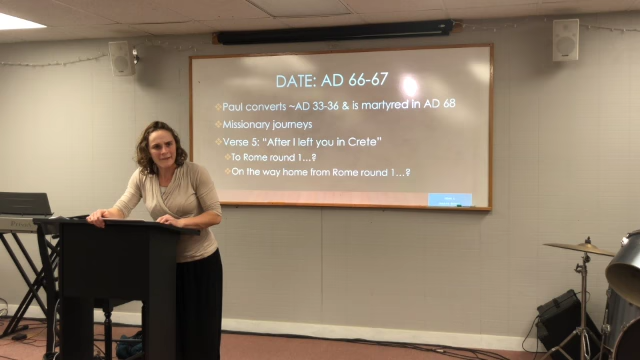 DATE: AD 66-67
Paul converts ~AD 33-36 & is martyred in AD 68
Missionary journeys
Verse 5: "After I left you in Crete"
To Rome round 1...?
On the way home from Rome round 1...?